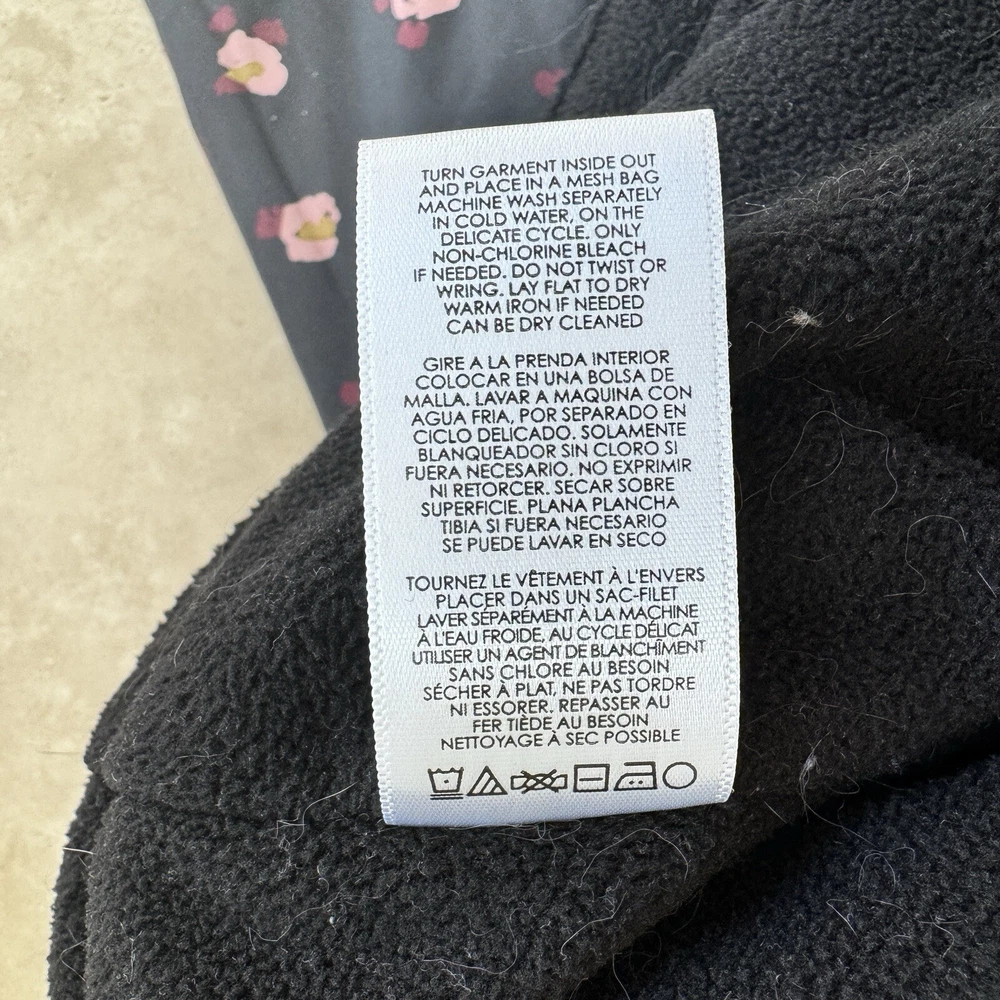 TURN GARMENT INSIDE OUT
AND PLACE IN A MESH BAG
MACHINE WASH SEPARATELY
IN COLD WATER, ON THE
DELICATE CYCLE. ONLY
NON-CHLORINE BLEACH
IF NEEDED. DO NOT TWIST OR
WRING. LAY FLAT TO DRY
WARM IRON IF NEEDED
CAN BE DRY CLEANED
GIRE A LA PRENDA INTERIOR
COLOCAR EN UNA BOLSA DE
MALLA. LAVAR A MAQUINA CON
AGUA FRIA, POR SEPARADO EN
CICLO DELICADO. SOLAMENTE
BLANQUEADOR SIN CLORO SI
FUERA NECESARIO. NO EXPRIMIR
NI RETORCER. SECAR SOBRE
SUPERFICIE. PLANA PLANCHA
TIBIA SI FUERA NECESARIO
SE PUEDE LAVAR EN SECO
TOURNEZ LE VÊTEMENT À L'ENVERS
PLACER DANS UN SAC-FILET
LAVER SÉPARÉMENT À LA MACHINE
À L'EAU FROIDE, AU CYCLE DÉLICAT
UTILISER UN AGENT DE BLANCHÎMENT
SANS CHLORE AU BESOIN
SÉCHER À PLAT, NE PAS TORDRE
NI ESSORER. REPASSER AU
FER TIÈDE AU BESOIN
NETTOYAGE À SEC POSSIBLE